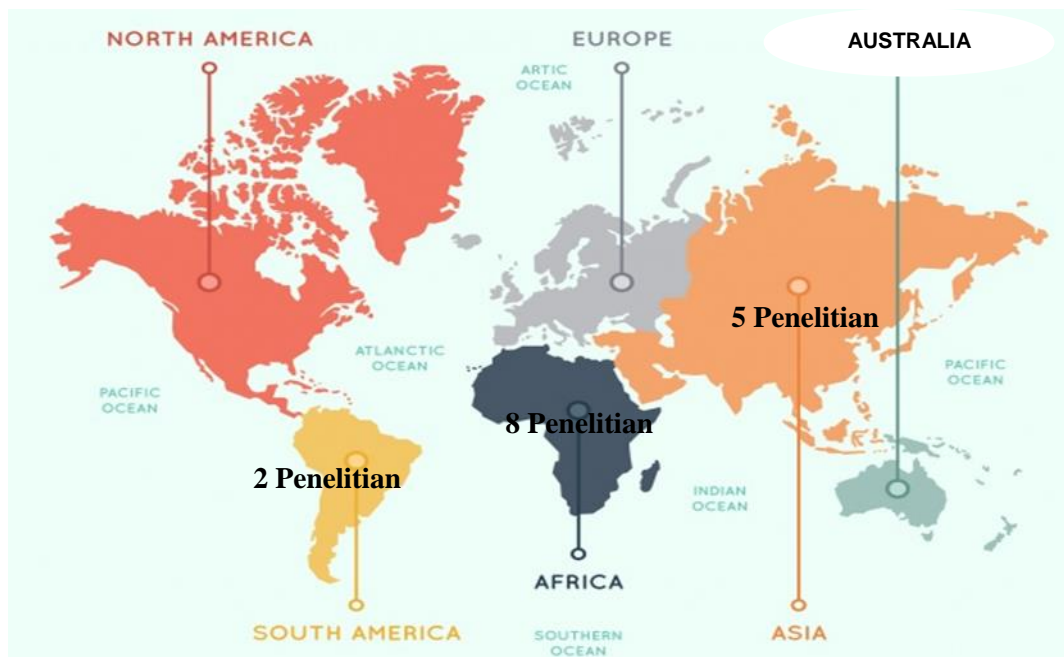 NORTH AMERICA
EUROPE
AUSTRALIA
ARTIC
OCEAN
5 Penelitian
ATLANCTIC
OCEAN
PACIFIC
OCEAN
PACIFIC
OCEAN
8 Penelitian
2 Penelitian
INDIAN
OCEAN
AFRICA
SOUTH AMERICA
SOUTHERN
OCEAN
ASIA